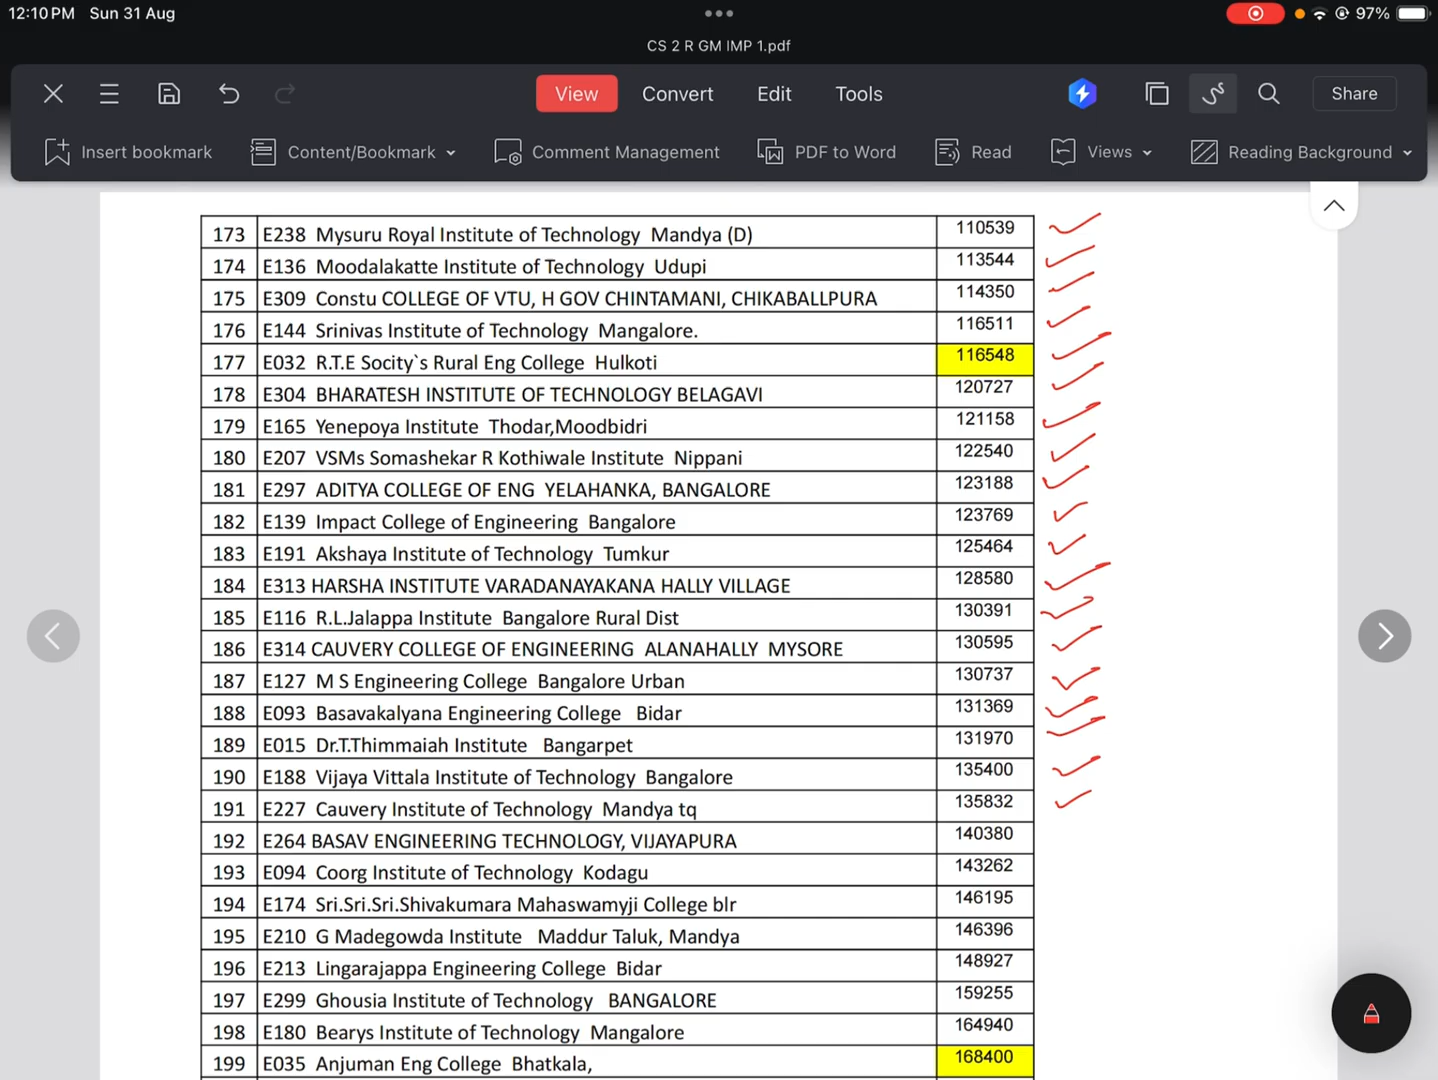 12:10 PM Sun 31 Aug 97%
CS 2 R GM IMP 1.pdf
View Convert Edit Tools Share
Insert bookmark Content/Bookmark Comment Management PDF to Word Read Views Reading Background
173 E238 Mysuru Royal Institute of Technology Mandya (D) 110539
174 E136 Moodalakatte Institute of Technology Udupi 113544
175 E309 Constu COLLEGE OF VTU, H GOV CHINTAMANI, CHIKABALLPURA 114350
176 E144 Srinivas Institute of Technology Mangalore. 116511
177 E032 R.T.E Socity`s Rural Eng College Hulkoti 116548
178 E304 BHARATESH INSTITUTE OF TECHNOLOGY BELAGAVI 120727
179 E165 Yenepoya Institute Thodar,Moodbidri 121158
180 E207 VSMs Somashekar R Kothiwale Institute Nippani 122540
181 E297 ADITYA COLLEGE OF ENG YELAHANKA, BANGALORE 123188
182 E139 Impact College of Engineering Bangalore 123769
183 E191 Akshaya Institute of Technology Tumkur 125464
184 E313 HARSHA INSTITUTE VARADANAYAKANA HALLY VILLAGE 128580
185 E116 R.L.Jalappa Institute Bangalore Rural Dist 130391
186 E314 CAUVERY COLLEGE OF ENGINEERING ALANAHALLY MYSORE 130595
187 E127 M S Engineering College Bangalore Urban 130737
188 E093 Basavakalyana Engineering College Bidar 131369
189 E015 Dr.T.Thimmaiah Institute Bangarpet 131970
190 E188 Vijaya Vittala Institute of Technology Bangalore 135400
191 E227 Cauvery Institute of Technology Mandya tq 135832
192 E264 BASAV ENGINEERING TECHNOLOGY, VIJAYAPURA 140380
193 E094 Coorg Institute of Technology Kodagu 143262
194 E174 Sri.Sri.Sri.Shivakumara Mahaswamyji College blr 146195
195 E210 G Madegowda Institute Maddur Taluk, Mandya 146396
196 E213 Lingarajappa Engineering College Bidar 148927
197 E299 Ghousia Institute of Technology BANGALORE 159255
198 E180 Bearys Institute of Technology Mangalore 164940
199 E035 Anjuman Eng College Bhatkala, 168400